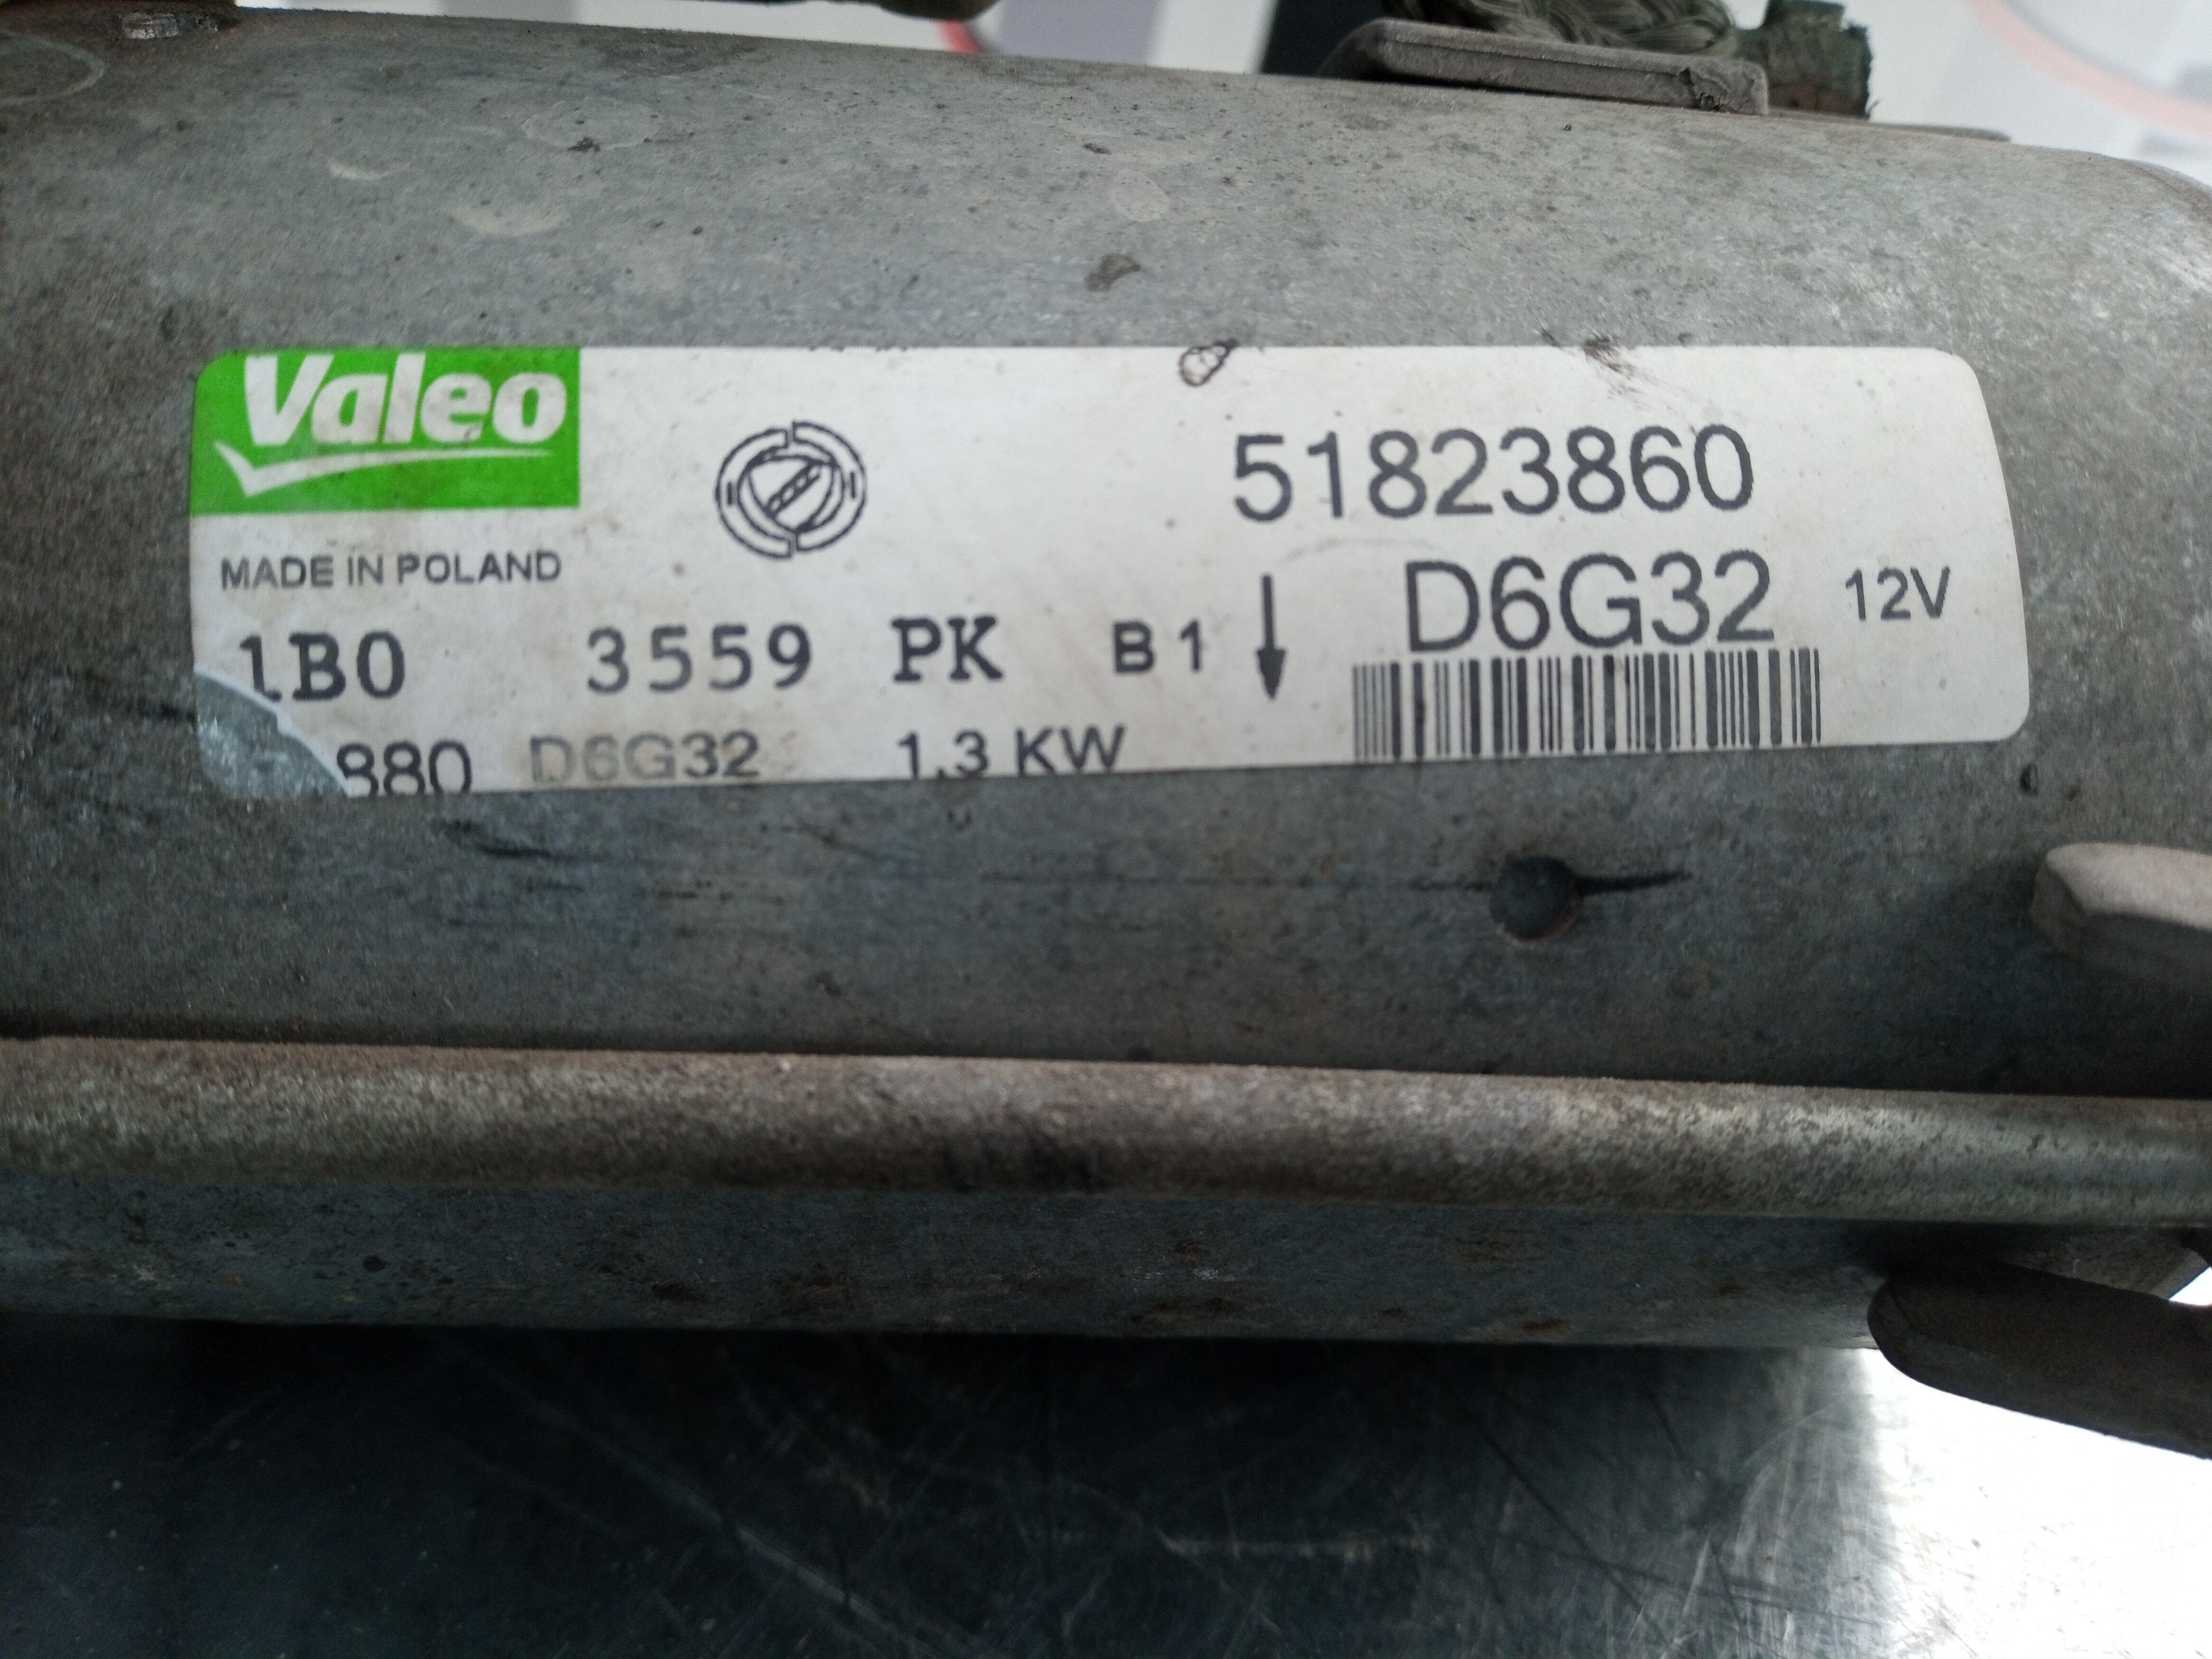 Valeo
51823860
MADE IN POLAND
D6G32 12V
1B0 3559 PK B1
880 D6G32 1.3 KW